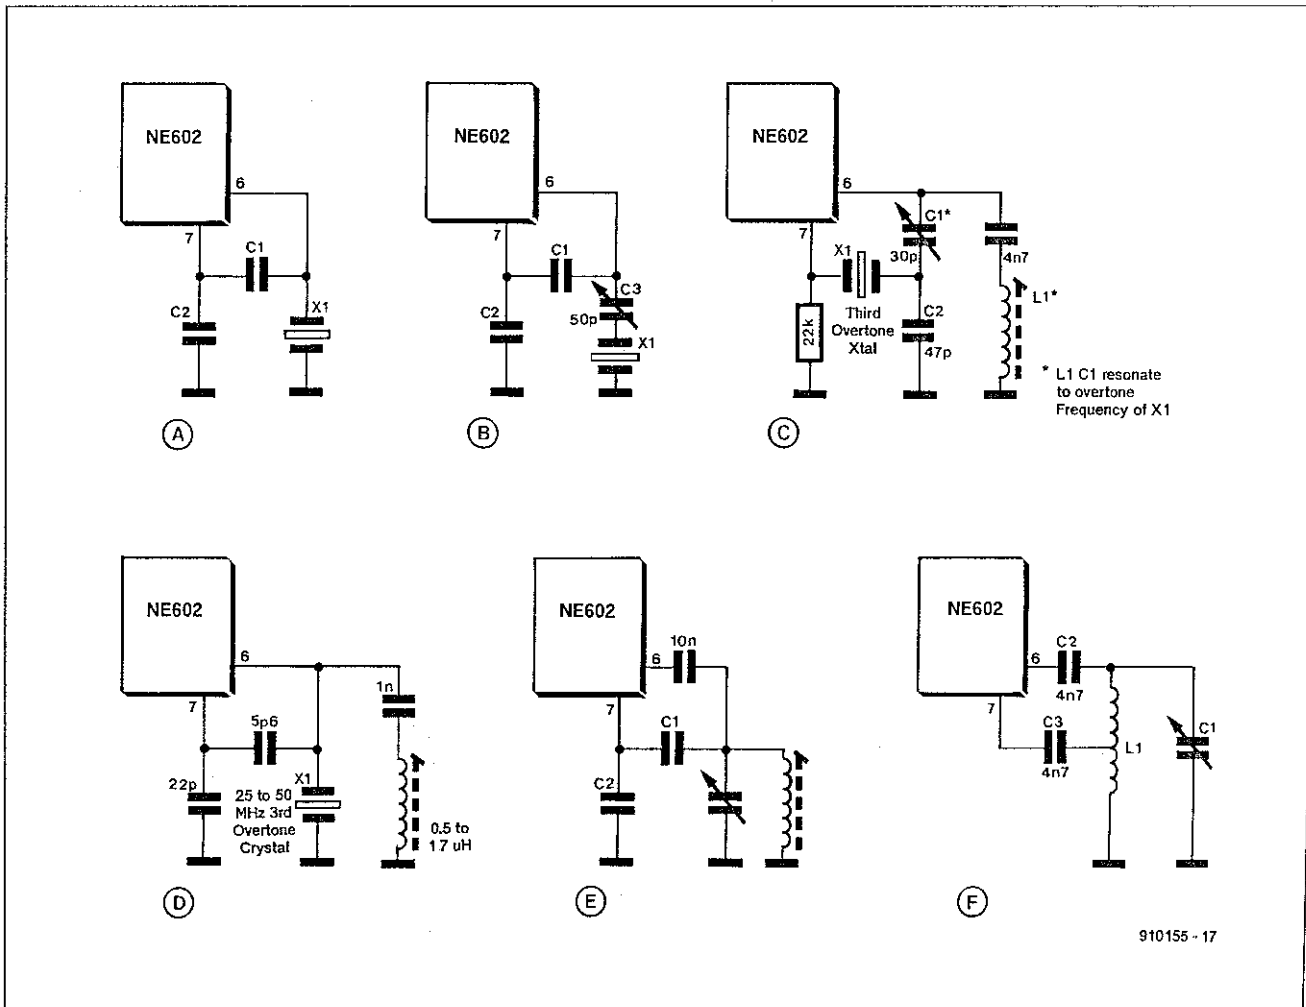 NE602
6
7
C1
C2
X1
A
NE602
6
7
C1
C2
C3
50p
X1
B
NE602
6
7
X1
C1*
30p
4n7
22k
Third
Overtone
Xtal
C2
47p
L1*
* L1 C1 resonate
to overtone
Frequency of X1
C
NE602
6
7
5p6
1n
22p
X1
25 to 50
MHz 3rd
Overtone
Crystal
0.5 to
1.7 uH
D
NE602
6
10n
7
C1
C2
E
NE602
6
C2
4n7
7
C3
4n7
L1
C1
F
910155 - 17